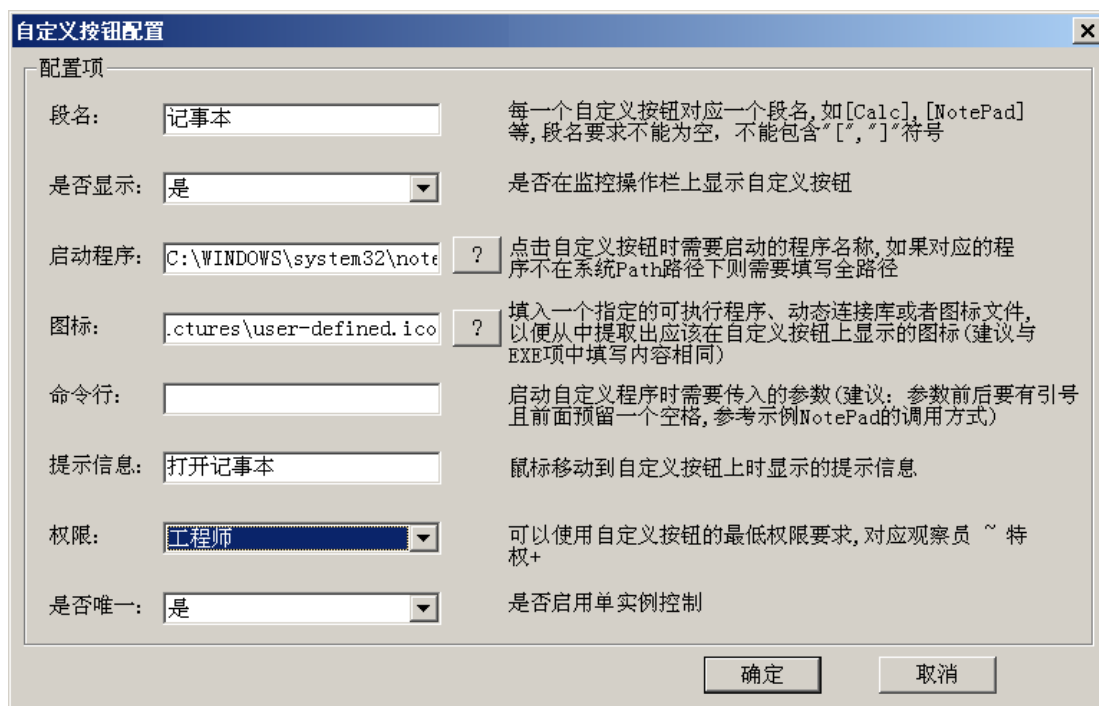 自定义按钮配置
配置项
段名:
记事本
每一个自定义按钮对应一个段名,如[Calc],[NotePad]
等,段名要求不能为空，不能包含"[","]"符号
是否显示:
是
是否在监控操作栏上显示自定义按钮
启动程序:
C:\WINDOWS\system32\note
?
点击自定义按钮时需要启动的程序名称,如果对应的程
序不在系统Path路径下则需要填写全路径
图标:
.ctures\user-defined.ico
?
填入一个指定的可执行程序、动态连接库或者图标文件,
以便从中提取出应该在自定义按钮上显示的图标(建议与
EXE项中填写内容相同)
命令行:
启动自定义程序时需要传入的参数(建议：参数前后要有引号
且前面预留一个空格,参考示例NotePad的调用方式)
提示信息:
打开记事本
鼠标移动到自定义按钮上时显示的提示信息
权限:
工程师
可以使用自定义按钮的最低权限要求,对应观察员 ~ 特
权+
是否唯一:
是
是否启用单实例控制
确定
取消